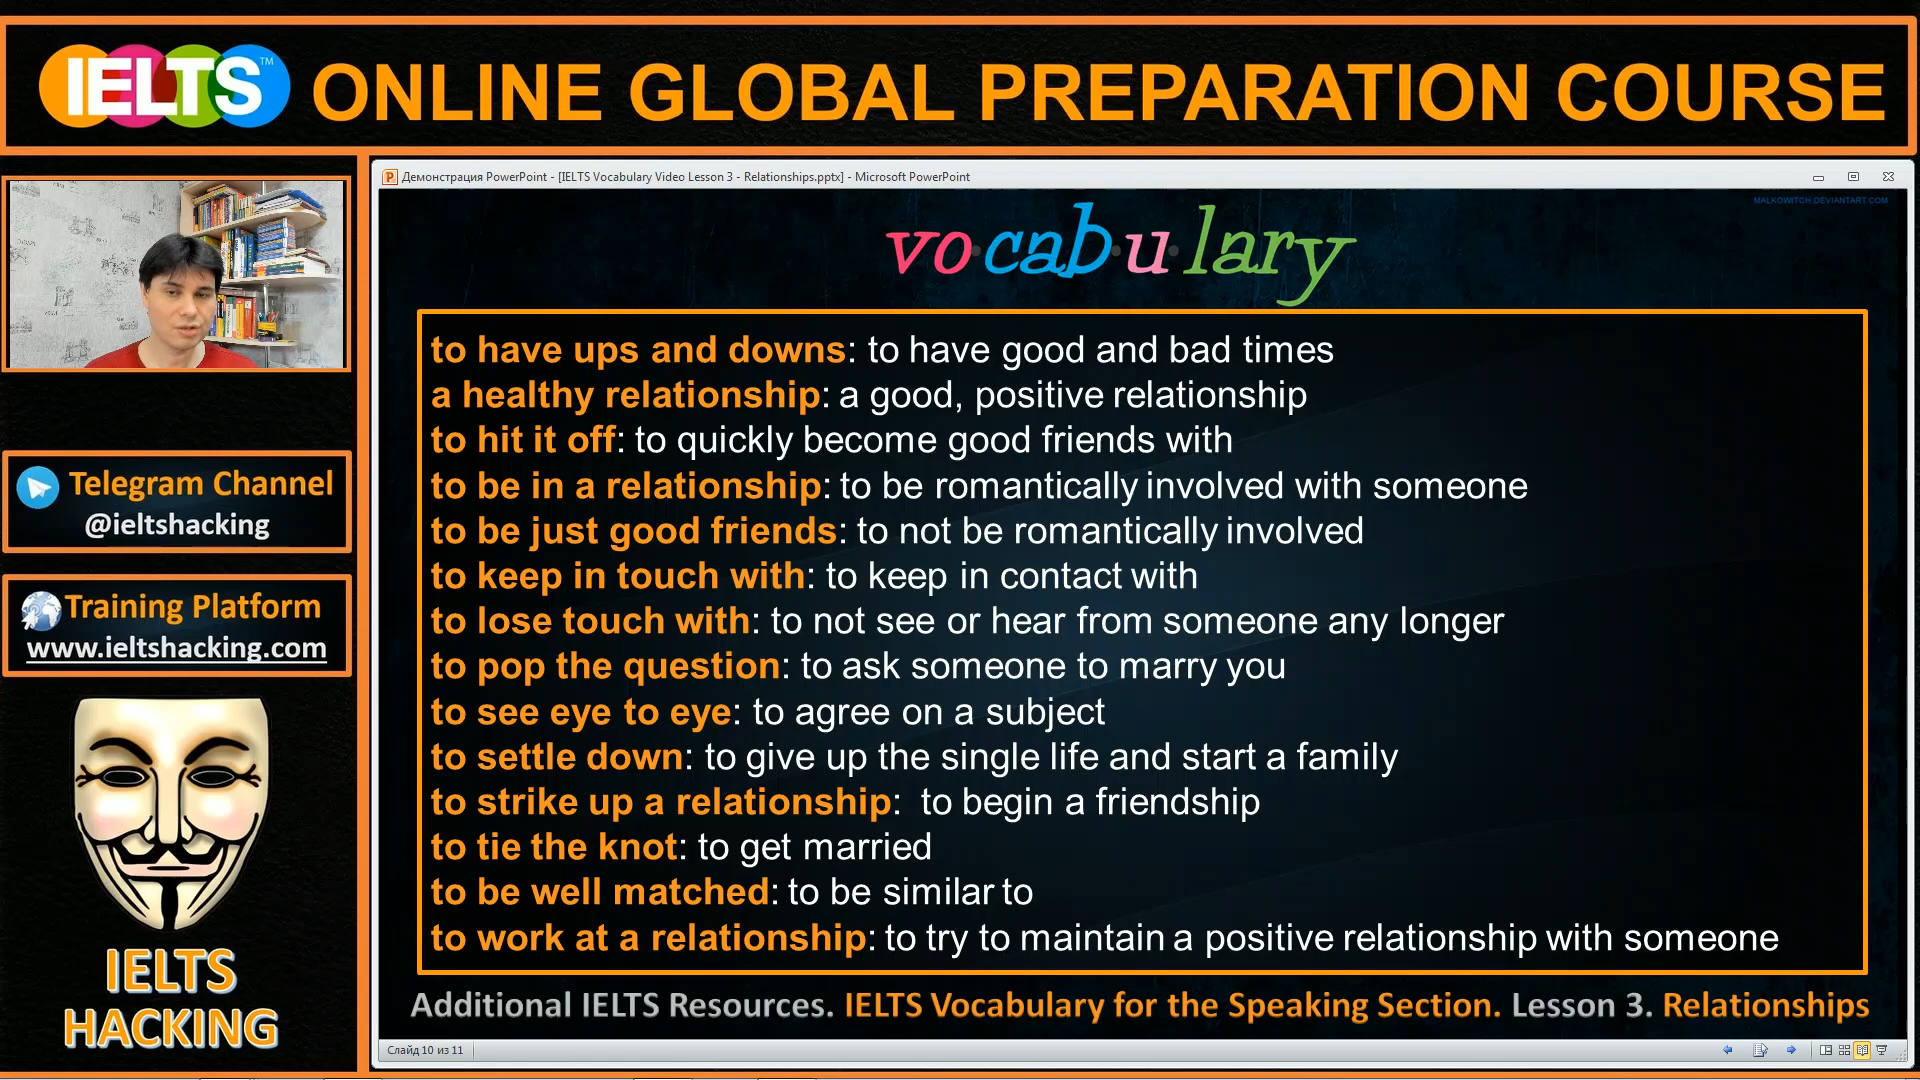 IELTS™ ONLINE GLOBAL PREPARATION COURSE
Демонстрация PowerPoint - [IELTS Vocabulary Video Lesson 3 - Relationships.pptx] - Microsoft PowerPoint
MALKOWITCH.DEVIANTART.COM
vo·cab·u·lary
to have ups and downs: to have good and bad times
a healthy relationship: a good, positive relationship
to hit it off: to quickly become good friends with
to be in a relationship: to be romantically involved with someone
to be just good friends: to not be romantically involved
to keep in touch with: to keep in contact with
to lose touch with: to not see or hear from someone any longer
to pop the question: to ask someone to marry you
to see eye to eye: to agree on a subject
to settle down: to give up the single life and start a family
to strike up a relationship: to begin a friendship
to tie the knot: to get married
to be well matched: to be similar to
to work at a relationship: to try to maintain a positive relationship with someone
Additional IELTS Resources. IELTS Vocabulary for the Speaking Section. Lesson 3. Relationships
Слайд 10 из 11
Telegram Channel
@ieltshacking
Training Platform
www.ieltshacking.com
IELTS
HACKING